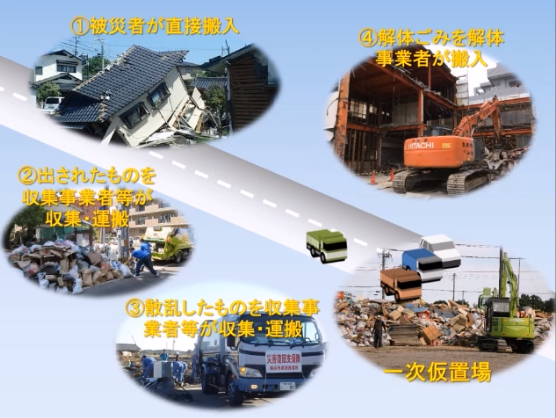 ①被災者が直接搬入
④解体ごみを解体
事業者が搬入
HITACHI
②出されたものを
収集事業者等が
収集・運搬
③散乱したものを収集事
業者等が収集・運搬
災害復旧支援隊
一次仮置場